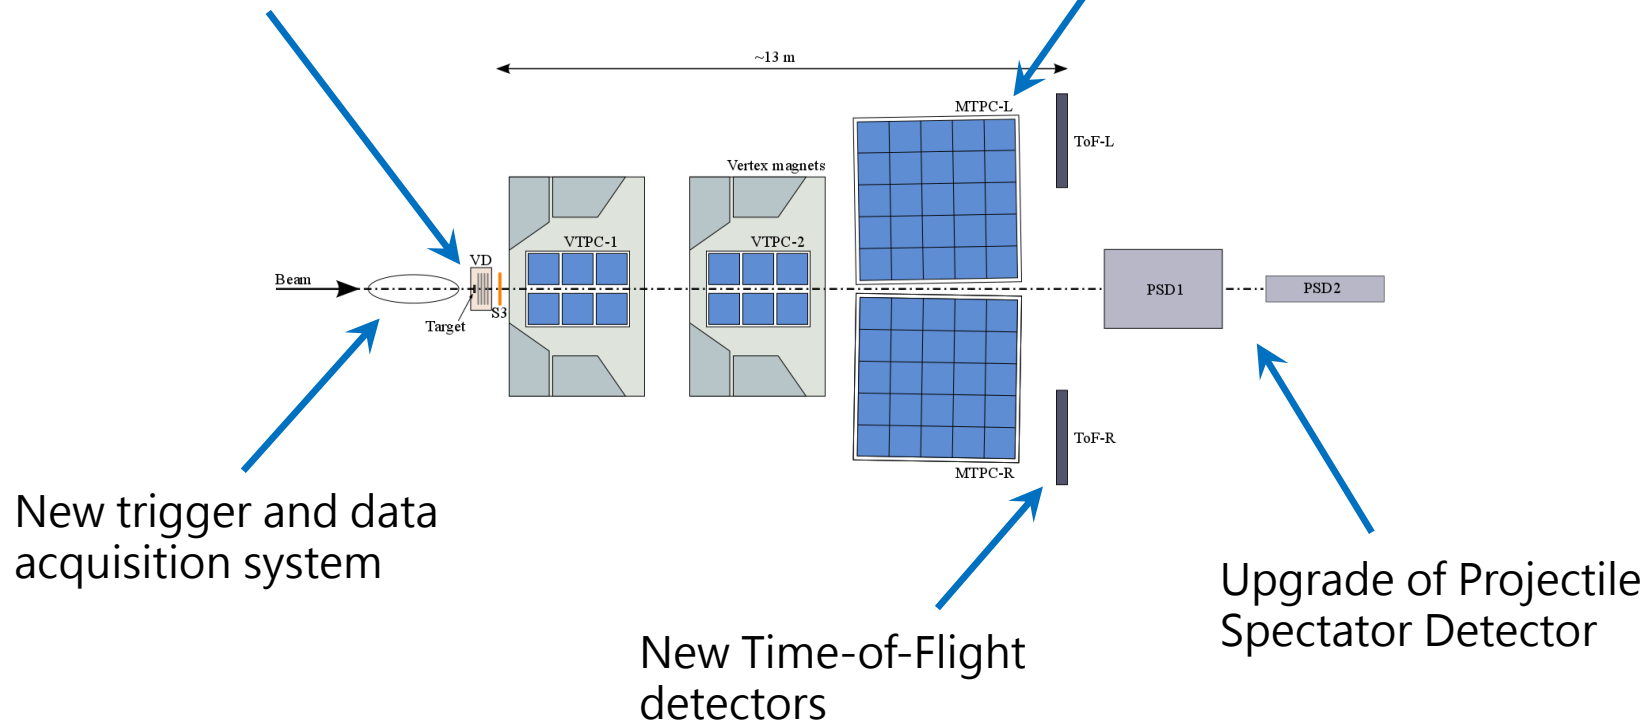 ~13 m
MTPC-L
ToF-L
Vertex magnets
VTPC-1
VTPC-2
VD
Beam
PSD1
PSD2
S3
Target
ToF-R
MTPC-R
New trigger and data
acquisition system
Upgrade of Projectile
Spectator Detector
New Time-of-Flight
detectors